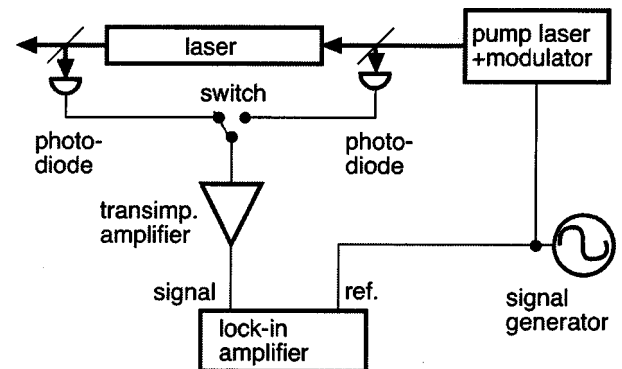 laser
pump laser
+modulator
switch
photo-
diode
photo-
diode
transimp.
amplifier
signal
ref.
signal
generator
lock-in
amplifier